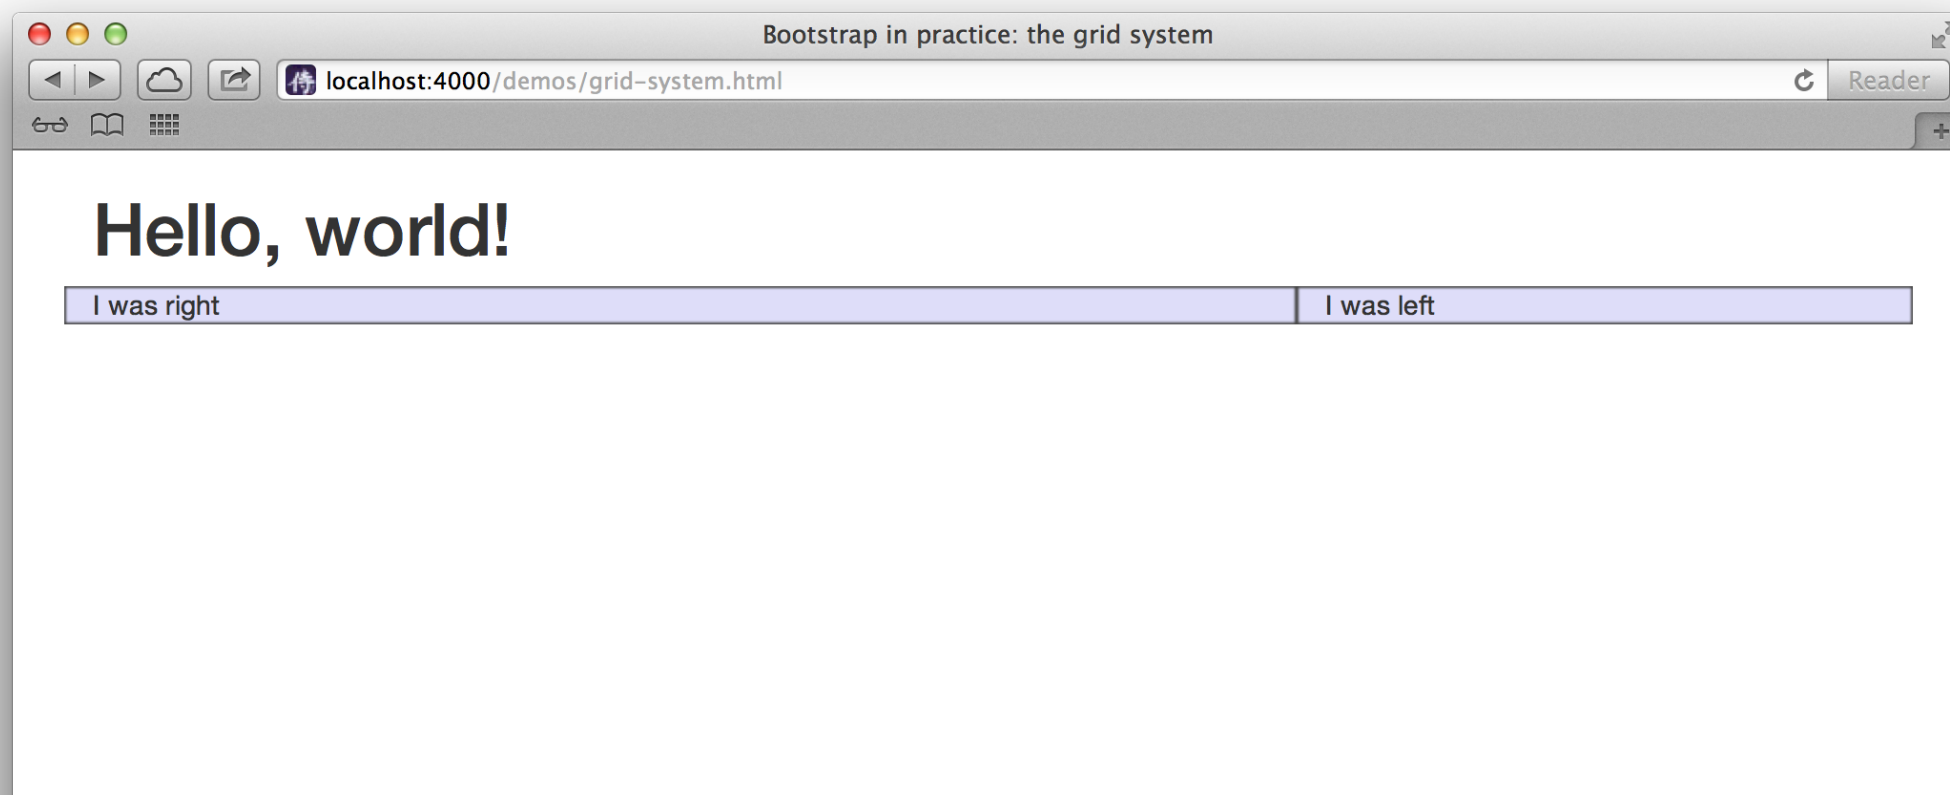 Bootstrap in practice: the grid system
侍 localhost:4000/demos/grid-system.html Reader
Hello, world!
I was right I was left